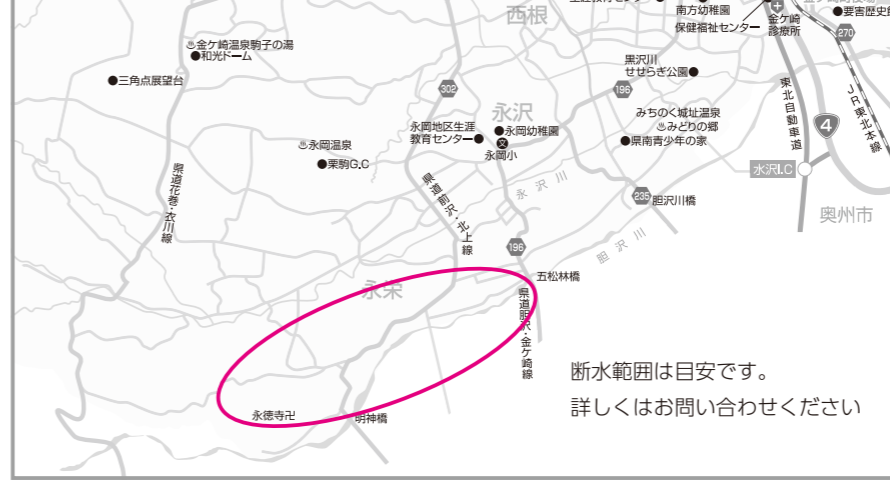 西根
南方幼稚園
保健福祉センター
金ケ崎
診療所
●要害歴史館
270
♨金ケ崎温泉駒子の湯
●和光ドーム
●三角点展望台
黒沢川
せせらぎ公園●
302
196
永沢
東北自動車道
JR東北本線
4
みちのく城址温泉
♨みどりの郷
●県南青少年の家
永岡地区生涯
教育センター●
●永岡幼稚園
文
永岡小
♨永岡温泉
●栗駒G.C
水沢I.C
県道花巻・衣川線
県道前沢・北上線
永沢川
235
胆沢川橋
奥州市
胆沢川
196
五松林橋
永栄
県道胆沢・金ケ崎線
永徳寺卍
明神橋
断水範囲は目安です。
詳しくはお問い合わせください